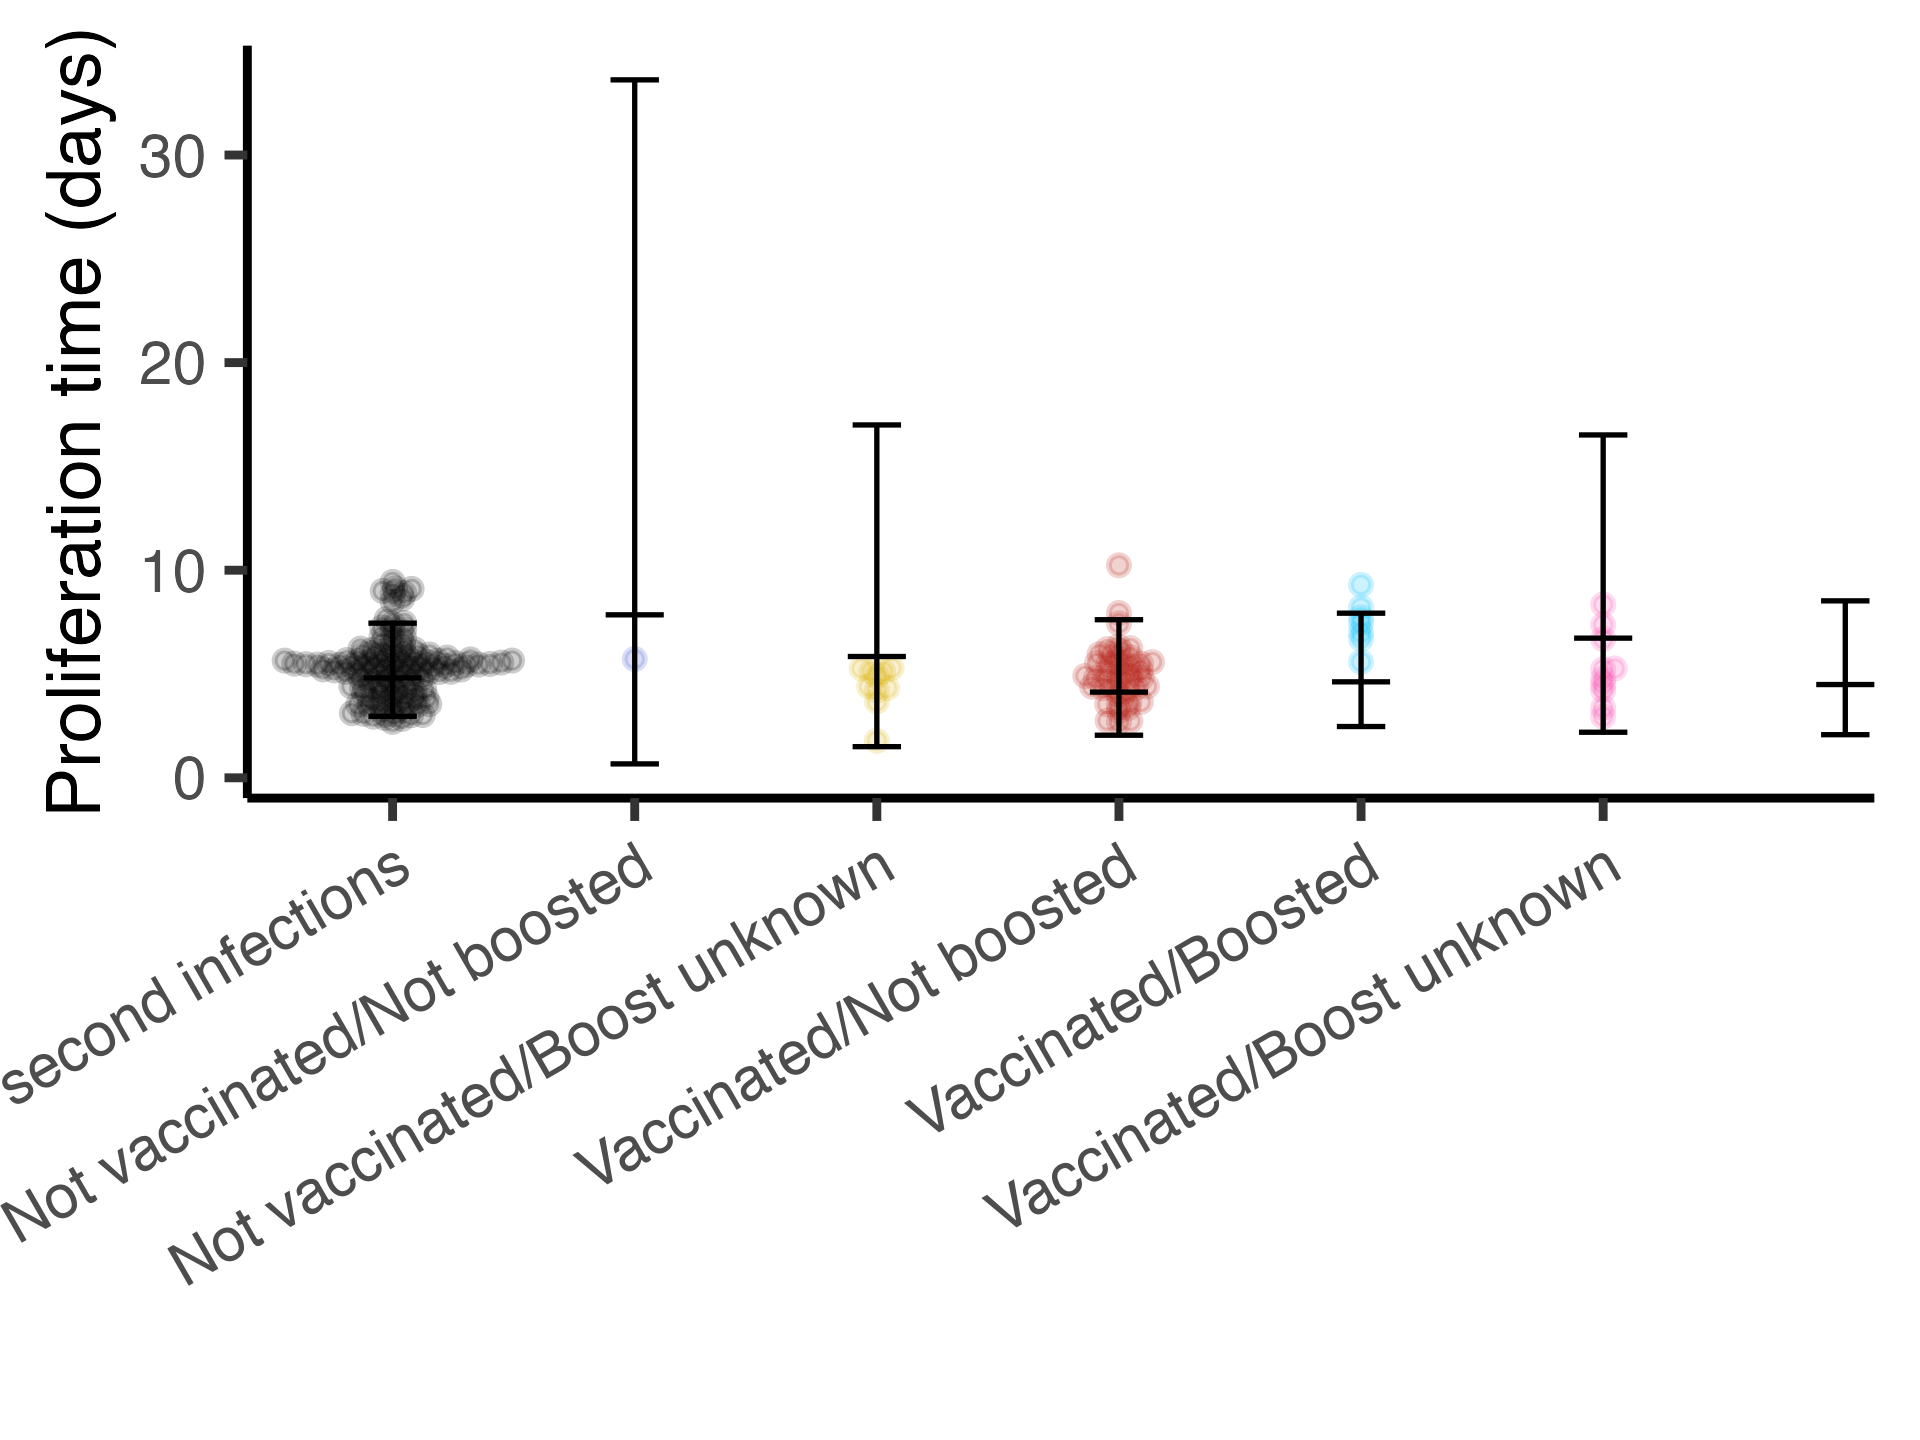 Proliferation time (days)
30
20
10
0
second infections
Not vaccinated/Not boosted
Not vaccinated/Boost unknown
Vaccinated/Not boosted
Vaccinated/Boosted
Vaccinated/Boost unknown